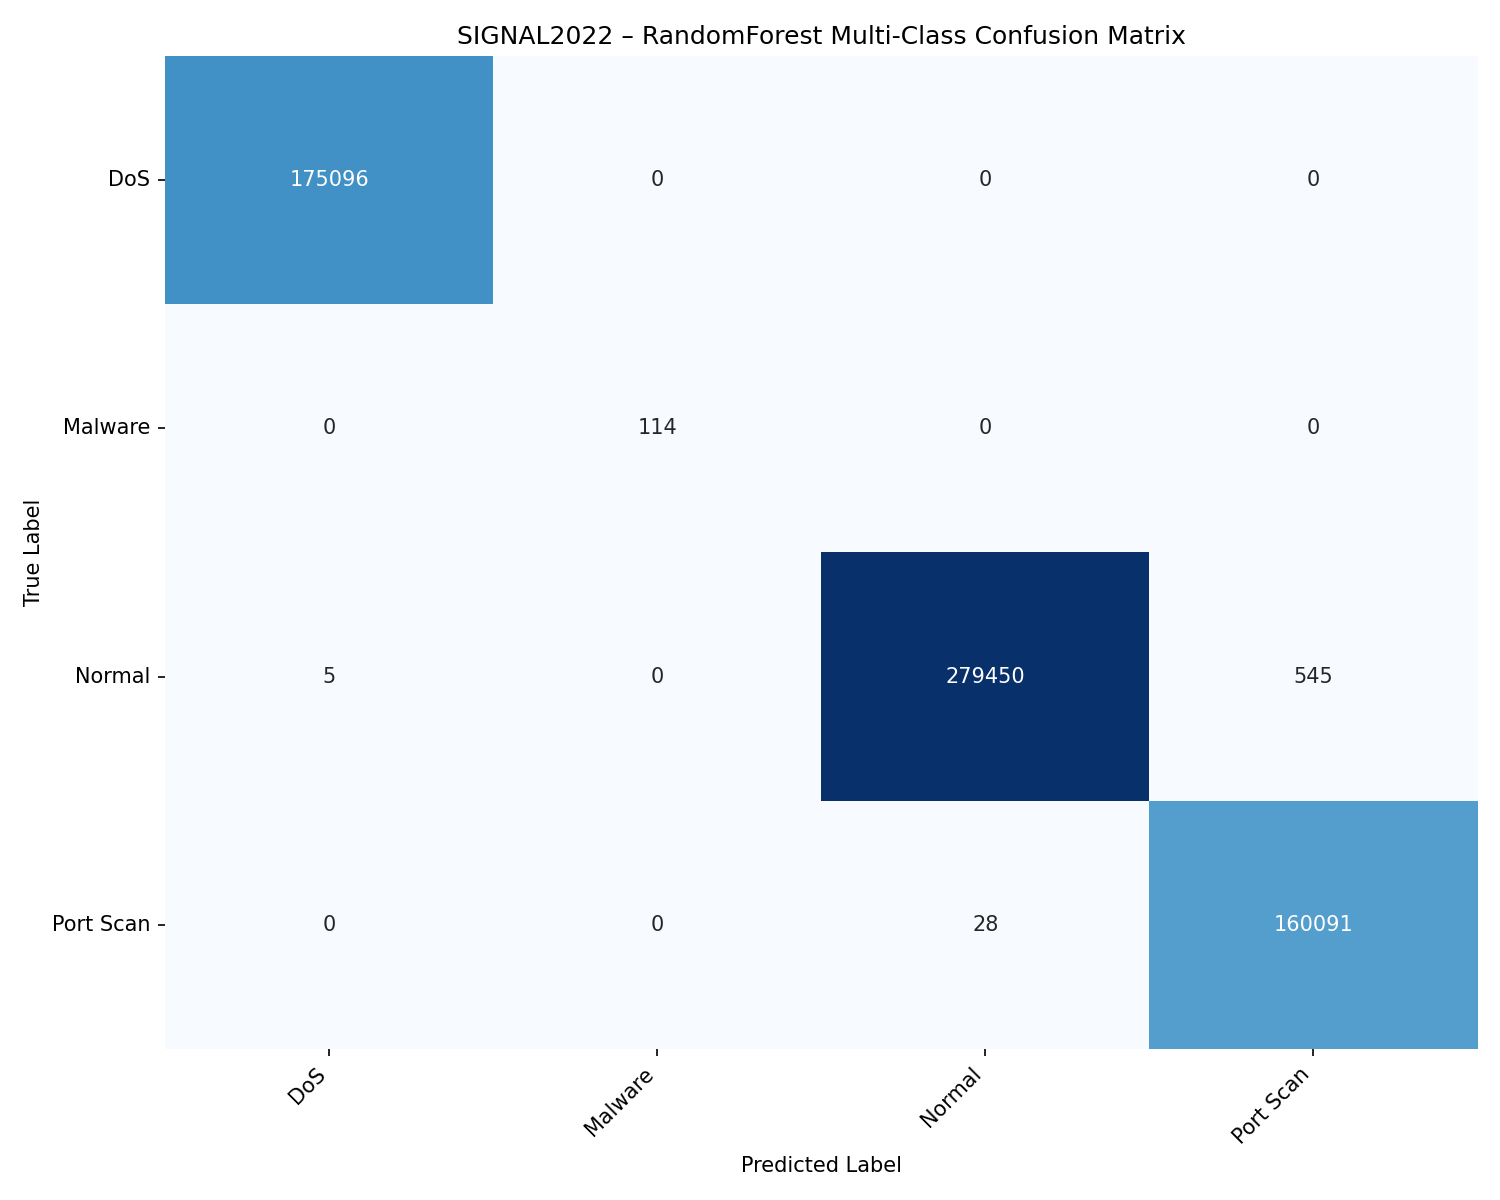 SIGNAL2022 – RandomForest Multi-Class Confusion Matrix
DoS 175096 0 0 0
Malware 0 114 0 0
True Label
Normal 5 0 279450 545
Port Scan 0 0 28 160091
DoS Malware Normal Port Scan
Predicted Label